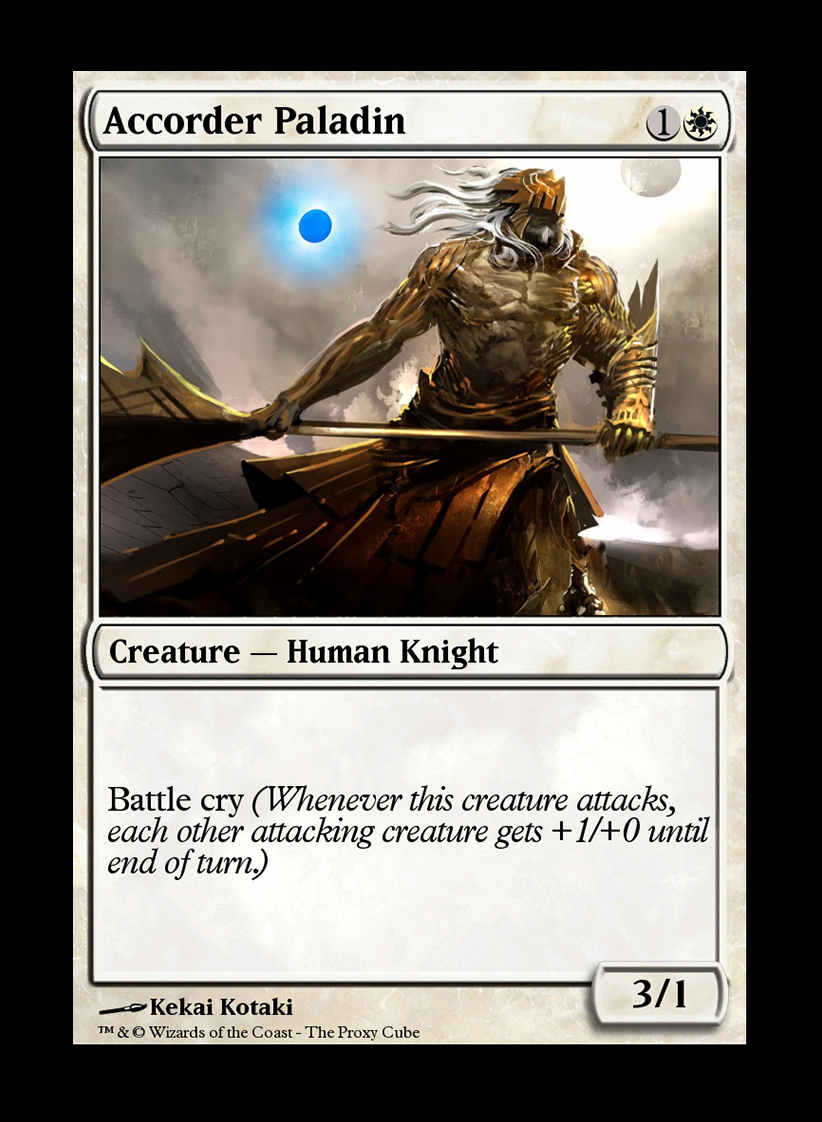 Accorder Paladin 1
Creature — Human Knight
Battle cry (Whenever this creature attacks,
each other attacking creature gets +1/+0 until
end of turn.)
3/1
Kekai Kotaki
™ & © Wizards of the Coast - The Proxy Cube